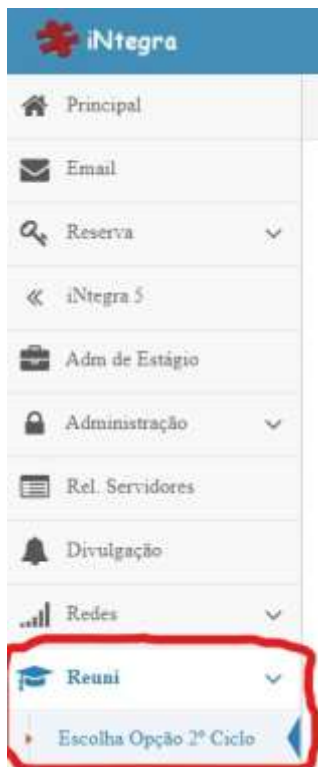 iNtegra
Principal
Email
Reserva
iNtegra 5
Adm de Estágio
Administração
Rel. Servidores
Divulgação
Redes
Reuni
Escolha Opção 2º Ciclo